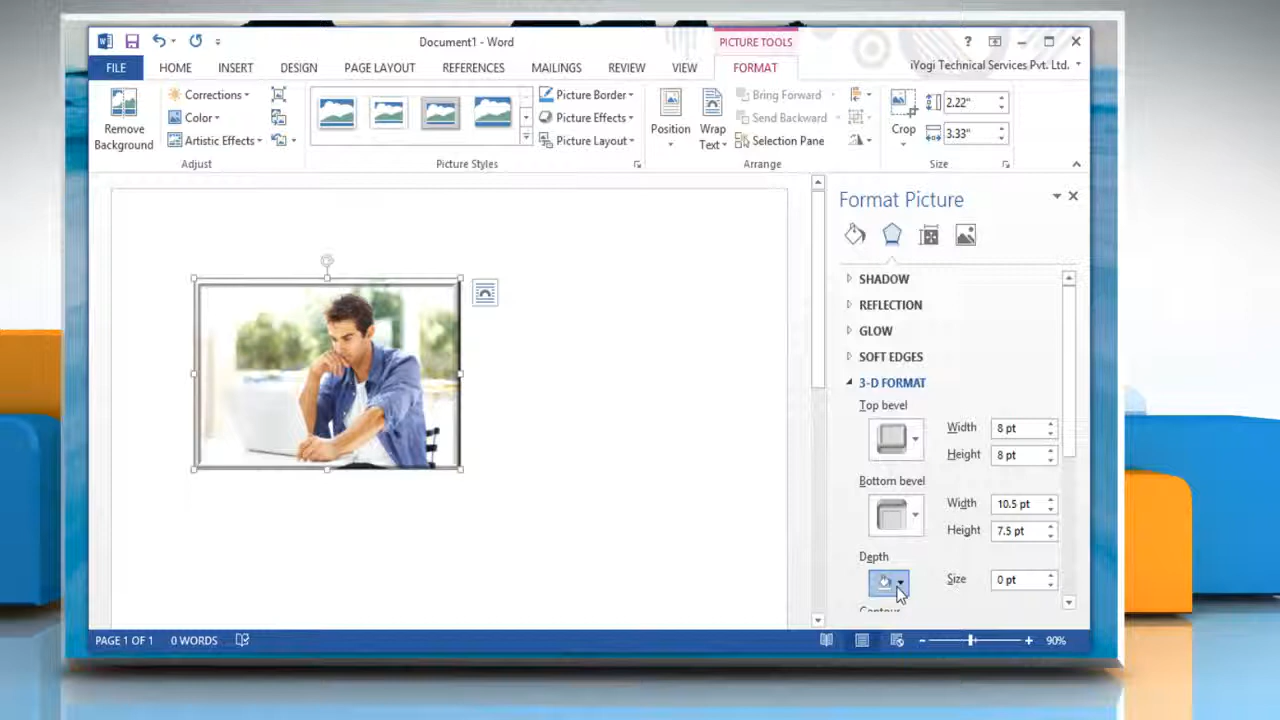 Document1 - Word
PICTURE TOOLS
?
FILE
HOME
INSERT
DESIGN
PAGE LAYOUT
REFERENCES
MAILINGS
REVIEW
VIEW
FORMAT
iYogi Technical Services Pvt. Ltd.
Remove Background
Corrections
Color
Artistic Effects
Adjust
Picture Border
Picture Effects
Picture Layout
Picture Styles
Position
Wrap Text
Bring Forward
Send Backward
Selection Pane
Arrange
Crop
2.22"
3.33"
Size
Format Picture
SHADOW
REFLECTION
GLOW
SOFT EDGES
3-D FORMAT
Top bevel
Width 8 pt
Height 8 pt
Bottom bevel
Width 10.5 pt
Height 7.5 pt
Depth
Size 0 pt
Contour
PAGE 1 OF 1
0 WORDS
90%